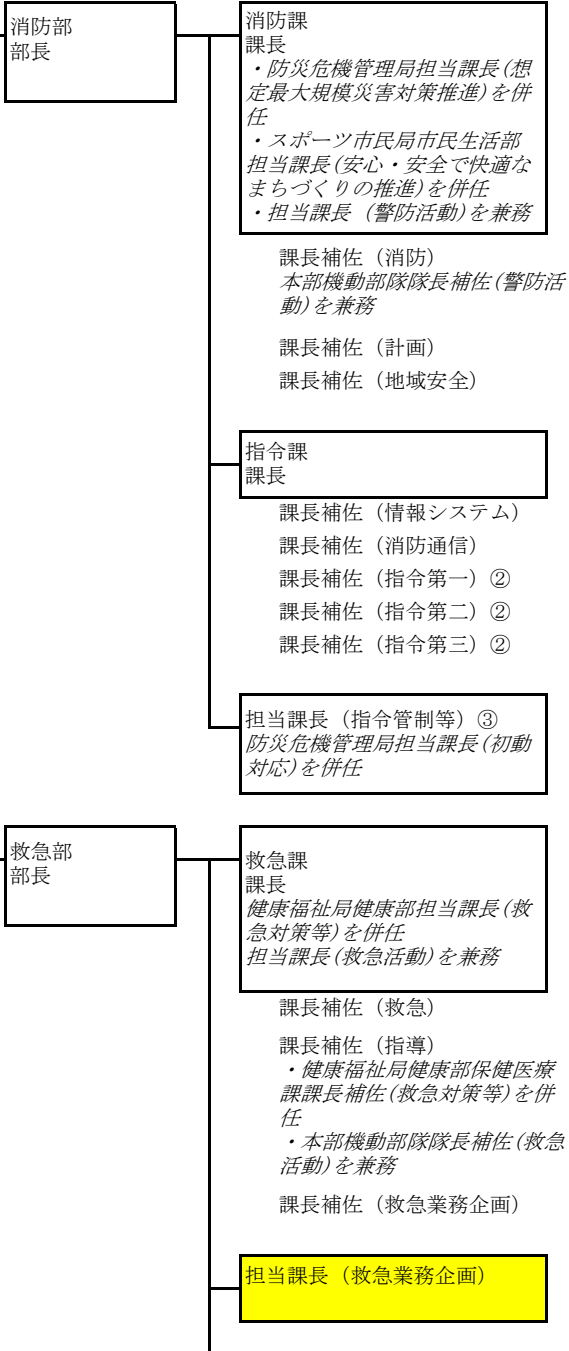 消防部
部長
消防課
課長
・防災危機管理局担当課長(想
定最大規模災害対策推進)を併
任
・スポーツ市民局市民生活部
担当課長(安心・安全で快適な
まちづくりの推進)を併任
・担当課長（警防活動)を兼務
課長補佐（消防）
本部機動部隊隊長補佐(警防活
動)を兼務
課長補佐（計画）
課長補佐（地域安全）
指令課
課長
課長補佐（情報システム）
課長補佐（消防通信）
課長補佐（指令第一）②
課長補佐（指令第二）②
課長補佐（指令第三）②
担当課長（指令管制等）③
防災危機管理局担当課長(初動
対応)を併任
救急部
部長
救急課
課長
健康福祉局健康部担当課長(救
急対策等)を併任
担当課長(救急活動)を兼務
課長補佐（救急）
課長補佐（指導）
・健康福祉局健康部保健医療
課課長補佐(救急対策等)を併
任
・本部機動部隊隊長補佐(救急
活動)を兼務
課長補佐（救急業務企画）
担当課長（救急業務企画）